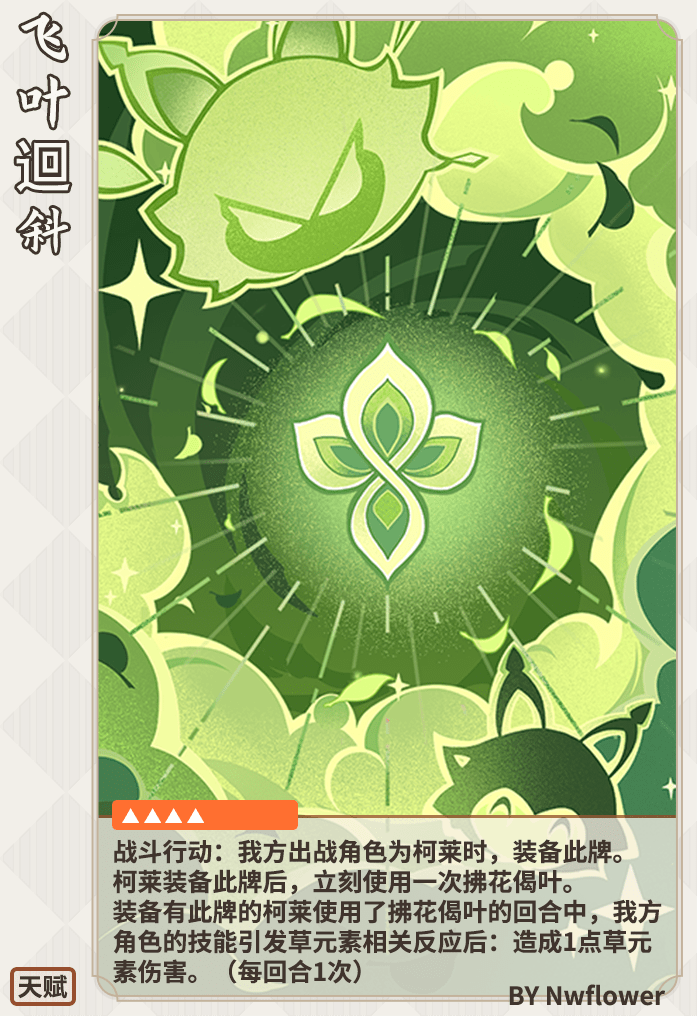 飞叶迴斜
战斗行动：我方出战角色为柯莱时，装备此牌。
柯莱装备此牌后，立刻使用一次拂花偈叶。
装备有此牌的柯莱使用了拂花偈叶的回合中，我方
角色的技能引发草元素相关反应后：造成1点草元
素伤害。（每回合1次）
天赋
BY Nwflower